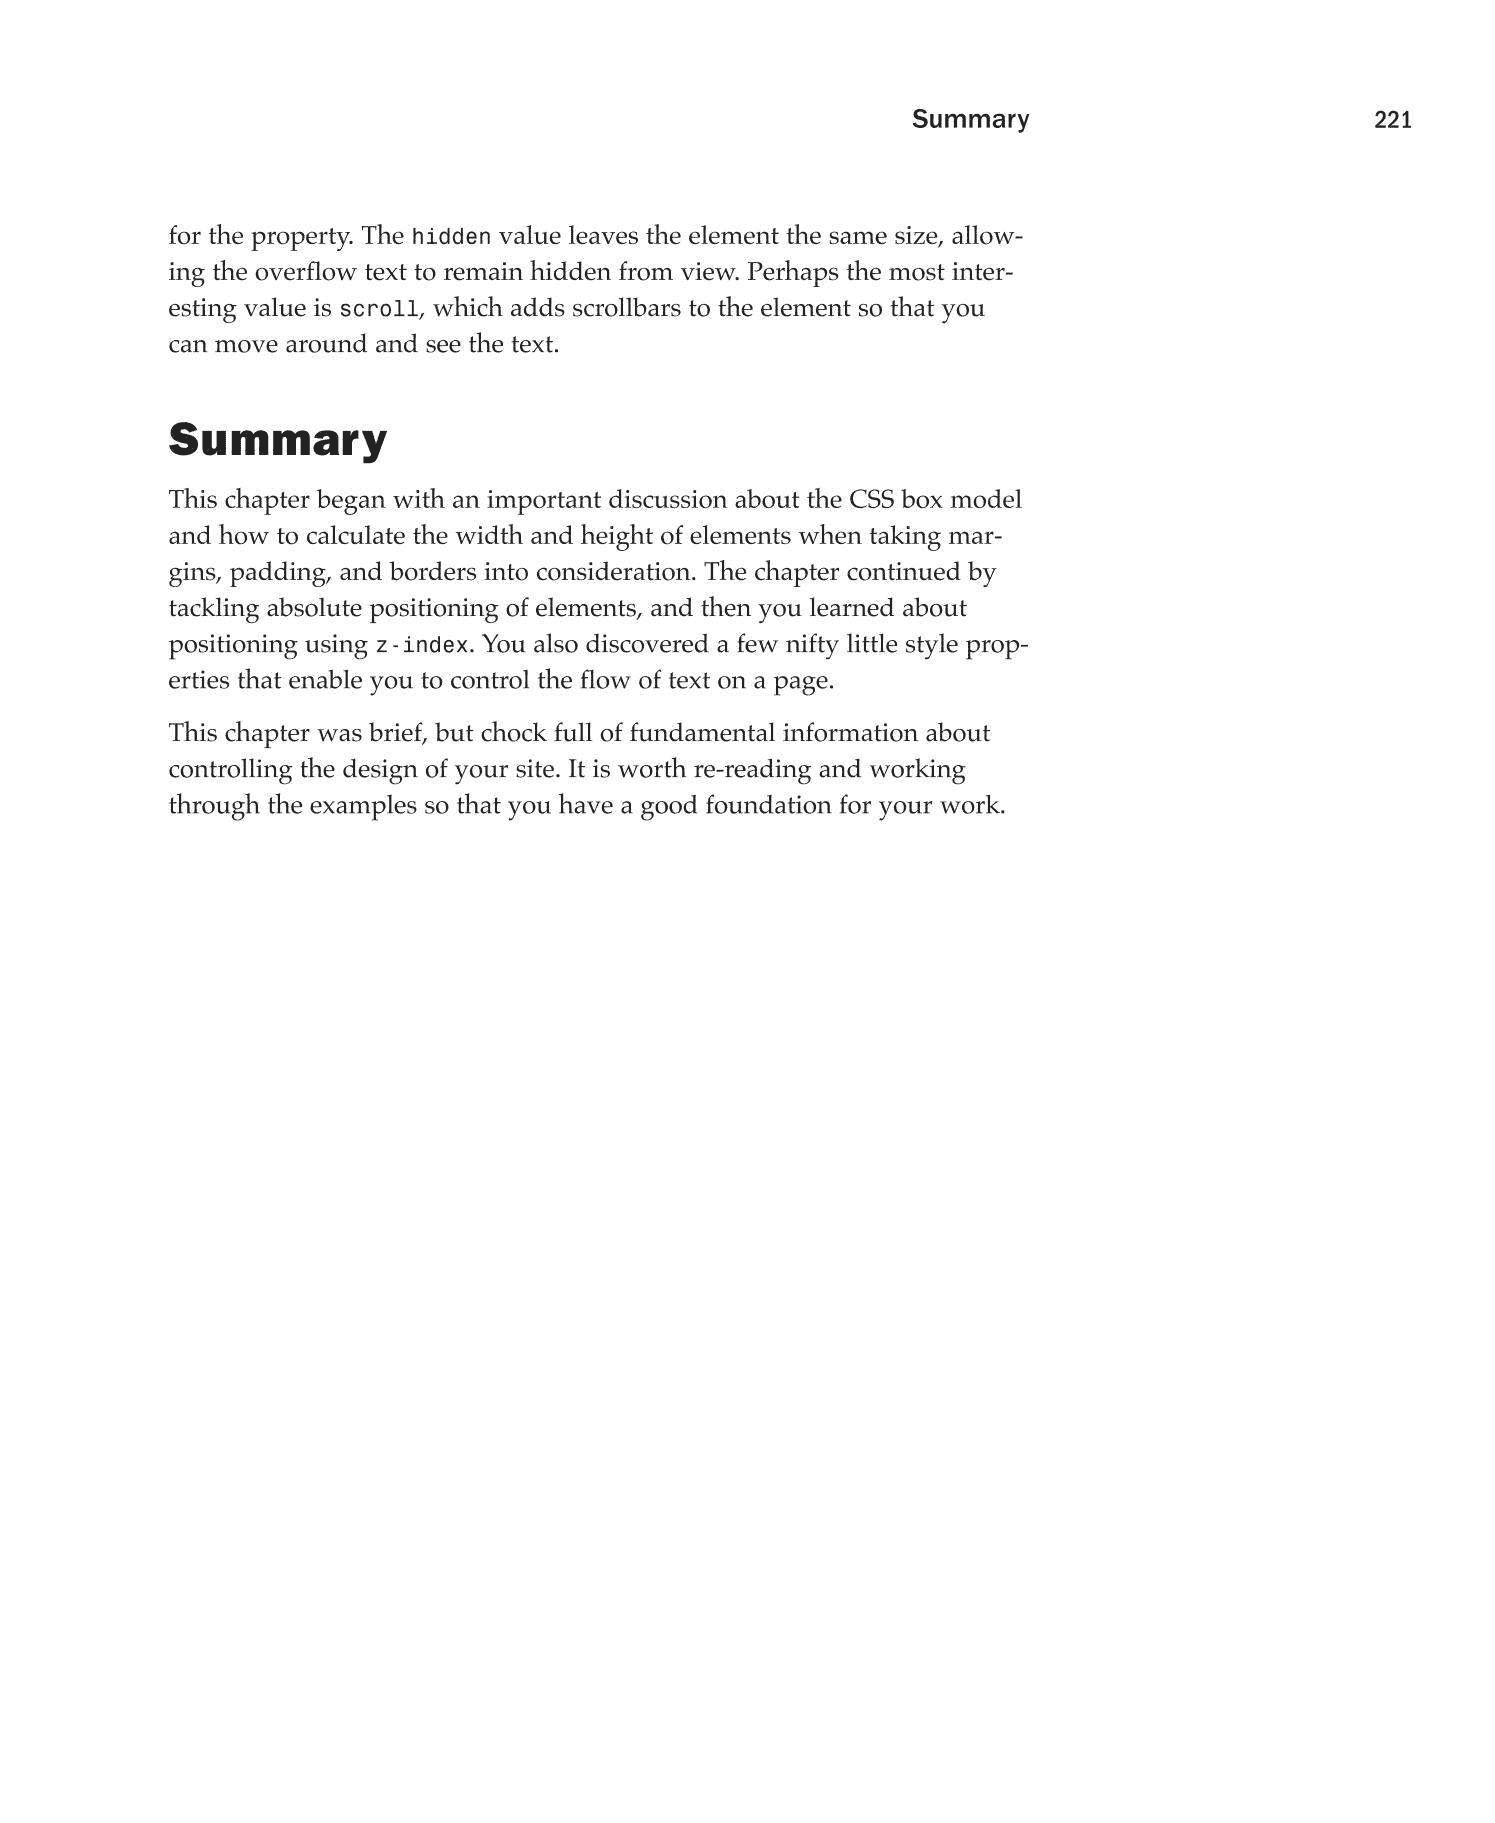 Summary 221
for the property. The hidden value leaves the element the same size, allow-
ing the overflow text to remain hidden from view. Perhaps the most inter-
esting value is scroll, which adds scrollbars to the element so that you
can move around and see the text.
Summary
This chapter began with an important discussion about the CSS box model
and how to calculate the width and height of elements when taking mar-
gins, padding, and borders into consideration. The chapter continued by
tackling absolute positioning of elements, and then you learned about
positioning using z-index. You also discovered a few nifty little style prop-
erties that enable you to control the flow of text on a page.
This chapter was brief, but chock full of fundamental information about
controlling the design of your site. It is worth re-reading and working
through the examples so that you have a good foundation for your work.